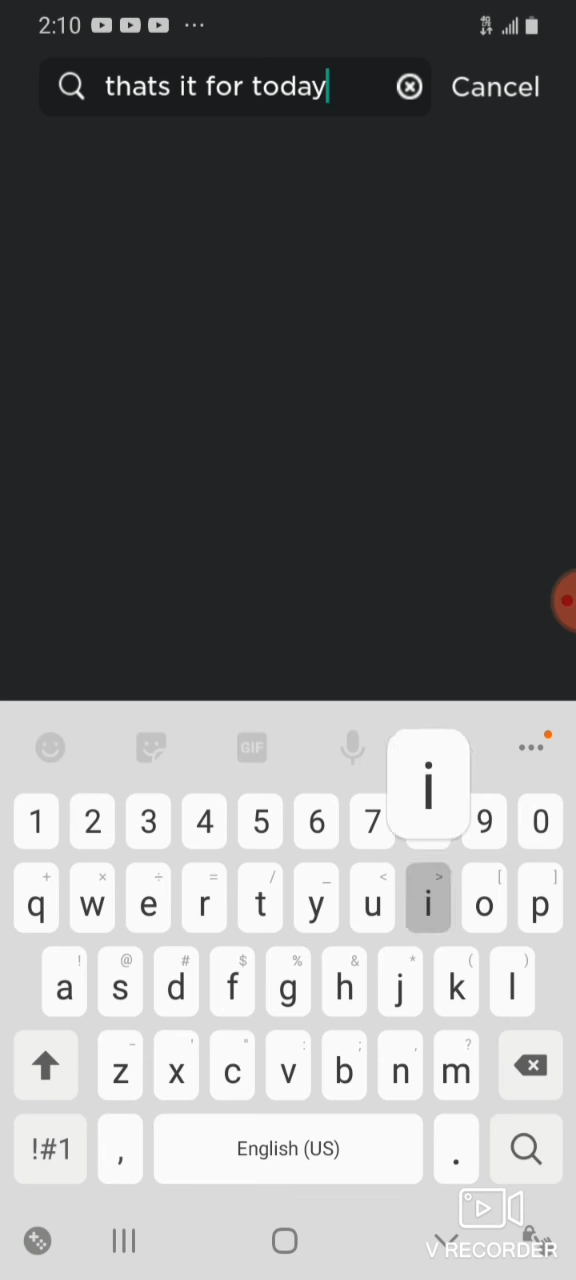 2:10
thats it for today
Cancel
GIF
i
1 2 3 4 5 6 7 9 0
+ × ÷ = / _ < > [ ]
q w e r t y u i o p
! @ # $ % & * ( )
a s d f g h j k l
- ' " : ; , ?
z x c v b n m
!#1 , English (US) .
V RECORDER